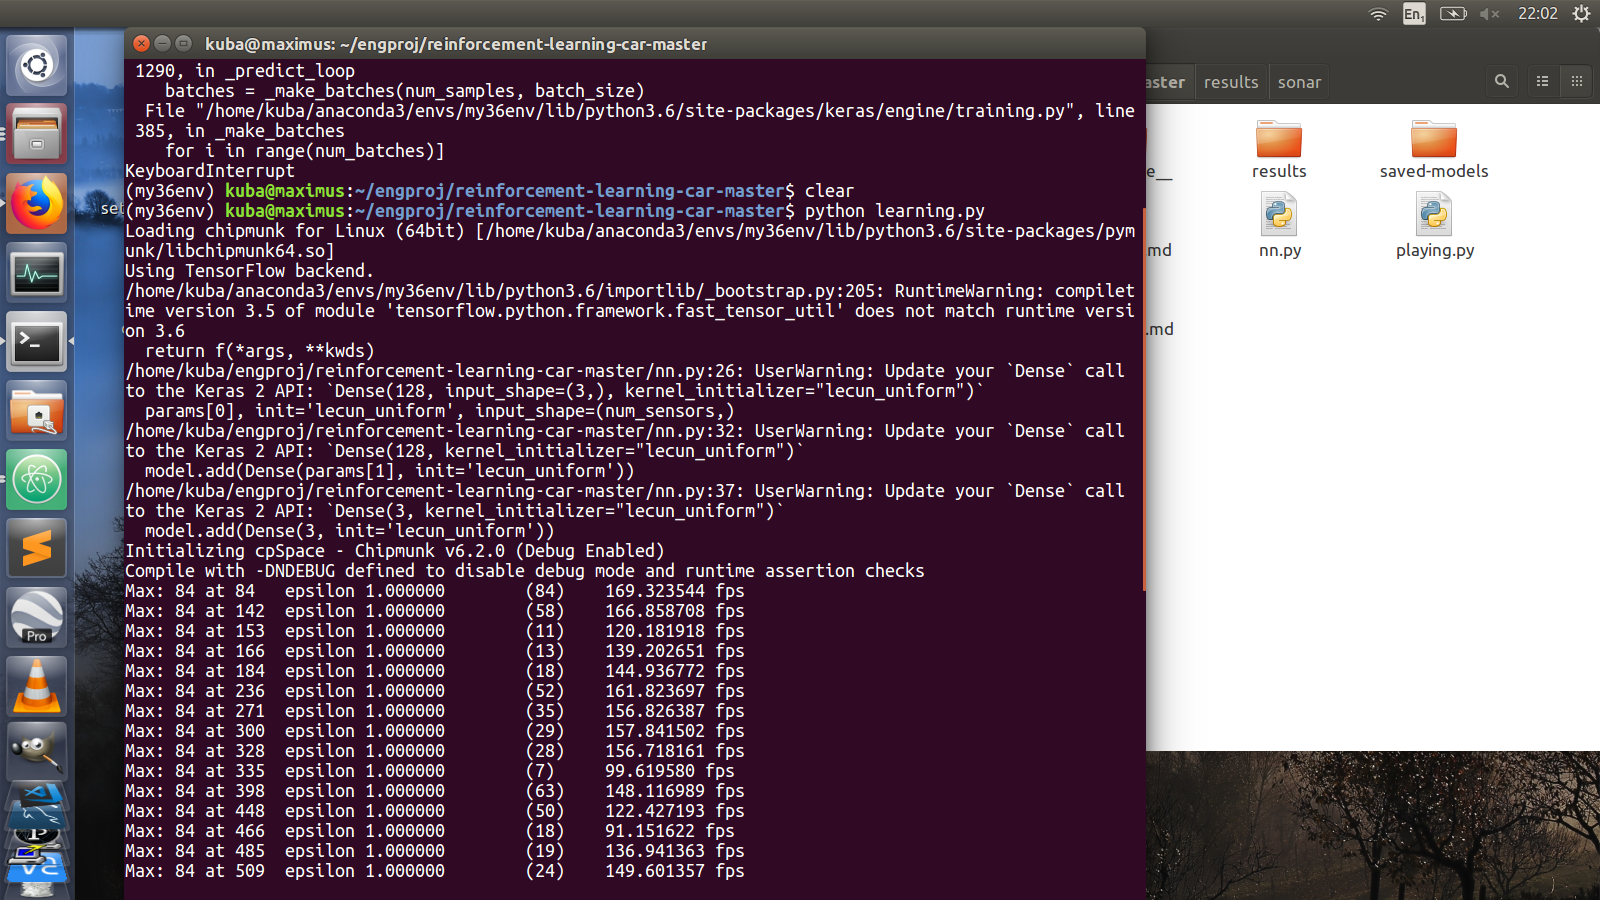 En1
22:02
kuba@maximus: ~/engproj/reinforcement-learning-car-master
1290, in _predict_loop
batches = _make_batches(num_samples, batch_size)
File "/home/kuba/anaconda3/envs/my36env/lib/python3.6/site-packages/keras/engine/training.py", line
385, in _make_batches
for i in range(num_batches)]
KeyboardInterrupt
(my36env) kuba@maximus:~/engproj/reinforcement-learning-car-master$ clear
(my36env) kuba@maximus:~/engproj/reinforcement-learning-car-master$ python learning.py
Loading chipmunk for Linux (64bit) [/home/kuba/anaconda3/envs/my36env/lib/python3.6/site-packages/pym
unk/libchipmunk64.so]
Using TensorFlow backend.
/home/kuba/anaconda3/envs/my36env/lib/python3.6/importlib/_bootstrap.py:205: RuntimeWarning: compilet
ime version 3.5 of module 'tensorflow.python.framework.fast_tensor_util' does not match runtime versi
on 3.6
return f(*args, **kwds)
/home/kuba/engproj/reinforcement-learning-car-master/nn.py:26: UserWarning: Update your `Dense` call
to the Keras 2 API: `Dense(128, input_shape=(3,), kernel_initializer="lecun_uniform")`
params[0], init='lecun_uniform', input_shape=(num_sensors,)
/home/kuba/engproj/reinforcement-learning-car-master/nn.py:32: UserWarning: Update your `Dense` call
to the Keras 2 API: `Dense(128, kernel_initializer="lecun_uniform")`
model.add(Dense(params[1], init='lecun_uniform'))
/home/kuba/engproj/reinforcement-learning-car-master/nn.py:37: UserWarning: Update your `Dense` call
to the Keras 2 API: `Dense(3, kernel_initializer="lecun_uniform")`
model.add(Dense(3, init='lecun_uniform'))
Initializing cpSpace - Chipmunk v6.2.0 (Debug Enabled)
Compile with -DNDEBUG defined to disable debug mode and runtime assertion checks
Max: 84 at 84 epsilon 1.000000 (84) 169.323544 fps
Max: 84 at 142 epsilon 1.000000 (58) 166.858708 fps
Max: 84 at 153 epsilon 1.000000 (11) 120.181918 fps
Max: 84 at 166 epsilon 1.000000 (13) 139.202651 fps
Max: 84 at 184 epsilon 1.000000 (18) 144.936772 fps
Max: 84 at 236 epsilon 1.000000 (52) 161.823697 fps
Max: 84 at 271 epsilon 1.000000 (35) 156.826387 fps
Max: 84 at 300 epsilon 1.000000 (29) 157.841502 fps
Max: 84 at 328 epsilon 1.000000 (28) 156.718161 fps
Max: 84 at 335 epsilon 1.000000 (7) 99.619580 fps
Max: 84 at 398 epsilon 1.000000 (63) 148.116989 fps
Max: 84 at 448 epsilon 1.000000 (50) 122.427193 fps
Max: 84 at 466 epsilon 1.000000 (18) 91.151622 fps
Max: 84 at 485 epsilon 1.000000 (19) 136.941363 fps
Max: 84 at 509 epsilon 1.000000 (24) 149.601357 fps
aster results sonar
e__ results saved-models
.md nn.py playing.py
.md
set
Pro